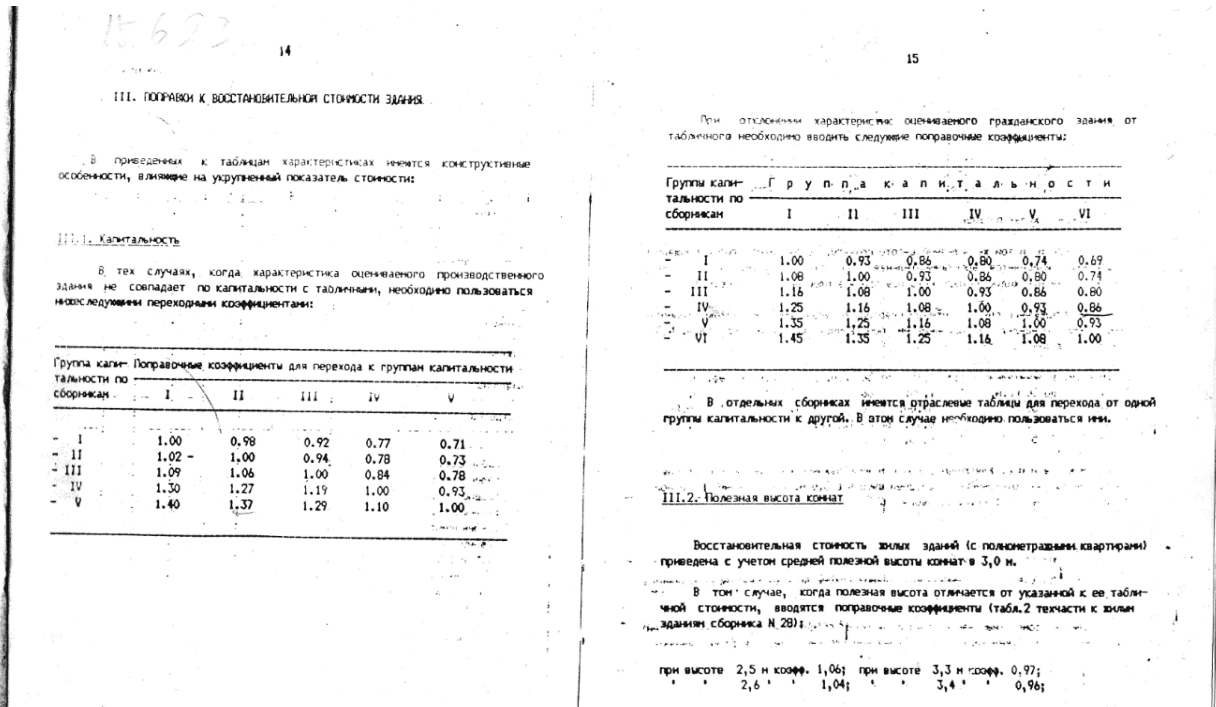 15.623
14
III. ПОПРАВКИ К ВОССТАНОВИТЕЛЬНОЙ СТОИМОСТИ ЗДАНИЯ
В приведенных к таблицам характеристиках имеются конструктивные
особенности, влияющие на укрупненный показатель стоимости:
III.1. Капитальность
В тех случаях, когда характеристика оцениваемого производственного
здания не совпадает по капитальности с табличными, необходимо пользоваться
нижеследующими переходными коэффициентами:
Группа капи- Поправочные коэффициенты для перехода к группам капитальности
тальности по
сборникам I II III IV V
- I 1.00 0.98 0.92 0.77 0.71
- II 1.02 - 1.00 0.94 0.78 0.73
- III 1.09 1.06 1.00 0.84 0.78
- IV 1.30 1.27 1.19 1.00 0.93
- V 1.40 1.37 1.29 1.10 1.00
15
При отклонении характеристик оцениваемого гражданского здания от
табличного необходимо вводить следующие поправочные коэффициенты:
Группы капи- Г р у п п а к а п и т а л ь н о с т и
тальности по
сборникам I II III IV V VI
- I 1.00 0.93 0.86 0.80 0.74 0.69
- II 1.08 1.00 0.93 0.86 0.80 0.74
- III 1.16 1.08 1.00 0.93 0.86 0.80
- IV 1.25 1.16 1.08 1.00 0.93 0.86
- V 1.35 1.25 1.16 1.08 1.00 0.93
- VI 1.45 1.35 1.25 1.16 1.08 1.00
В отдельных сборниках имеются отраслевые таблицы для перехода от одной
группы капитальности к другой. В этом случае необходимо пользоваться ими.
III.2. Полезная высота комнат
Восстановительная стоимость жилых зданий (с полнометражными квартирами)
приведена с учетом средней полезной высоты комнат в 3,0 м.
В том случае, когда полезная высота отличается от указанной к ее табли-
чной стоимости, вводятся поправочные коэффициенты (табл.2 техчасти к жилым
зданиям сборника N 28):
при высоте 2,5 м коэфф. 1,06; при высоте 3,3 м коэфф. 0,97;
" " 2,6 " " 1,04; " " 3,4 " " 0,96;